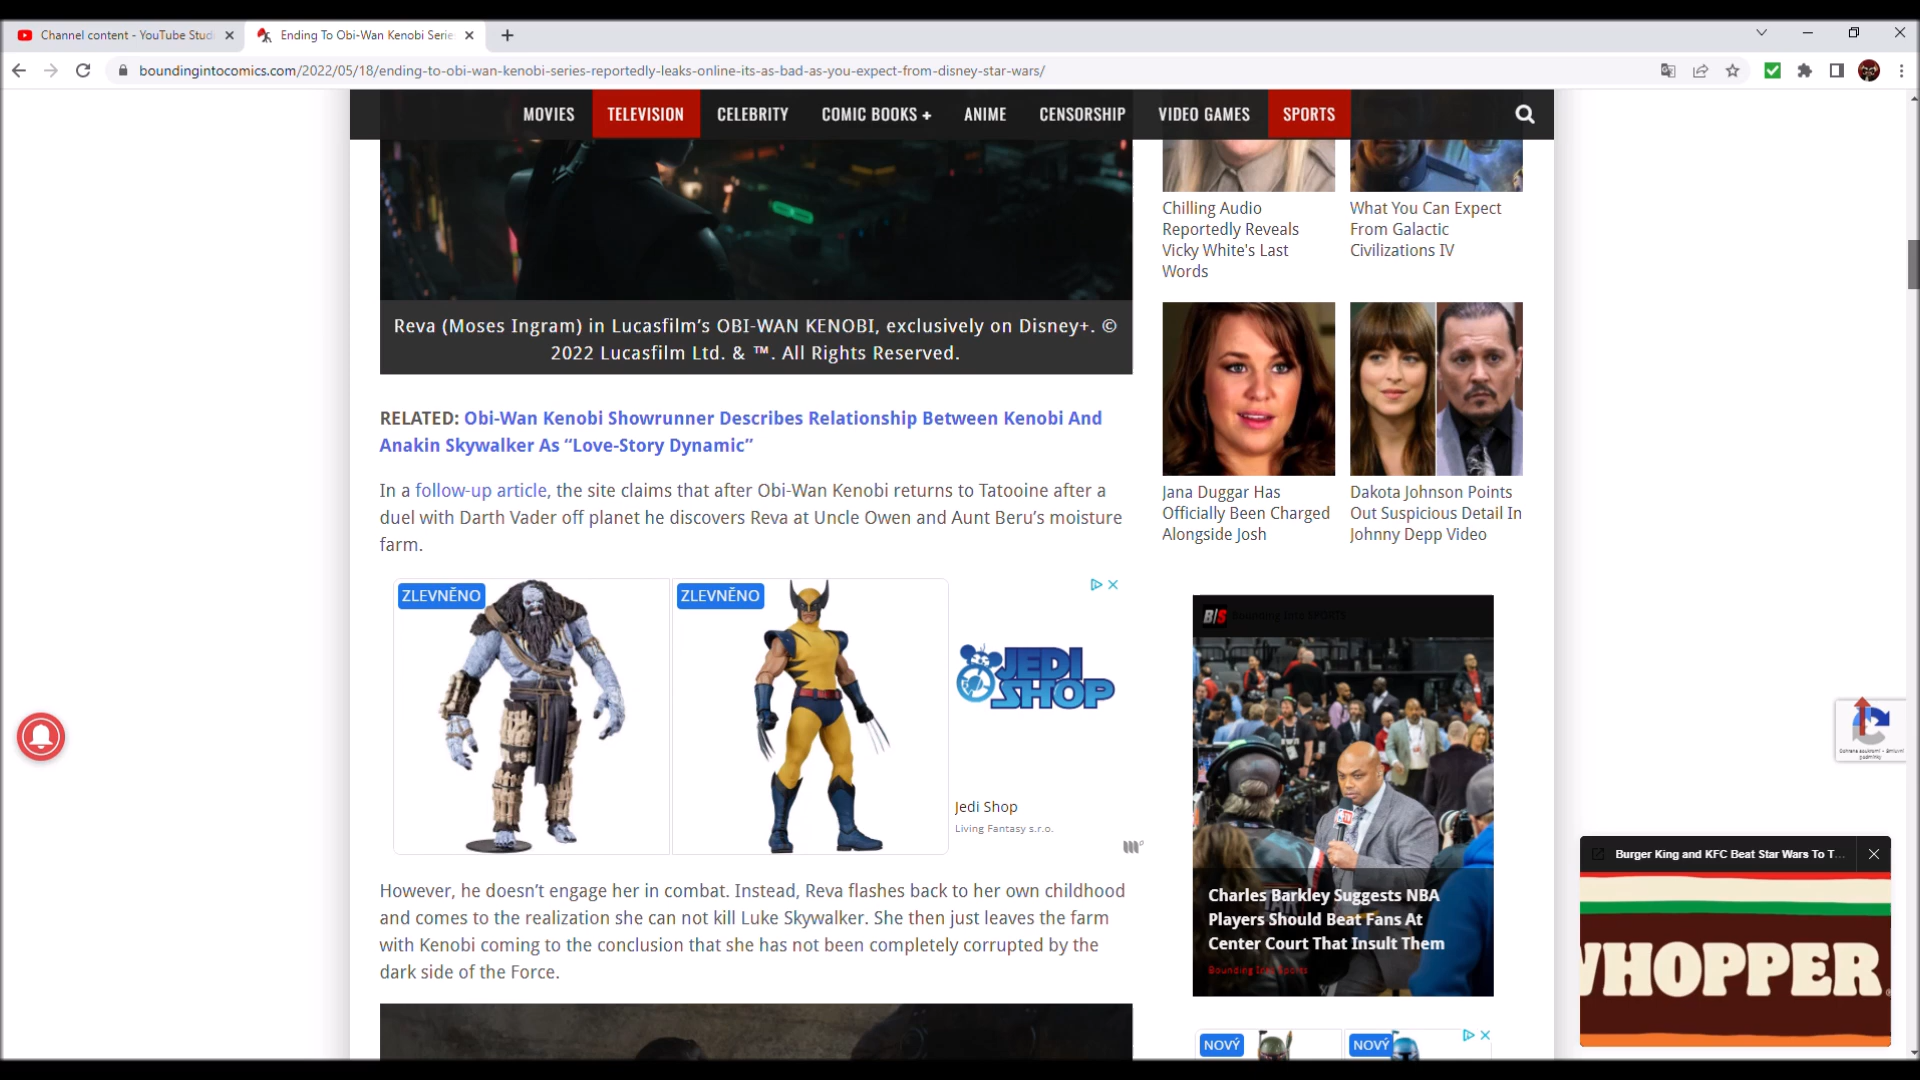 Channel content - YouTube Stud
Ending To Obi-Wan Kenobi Serie
boundingintocomics.com/2022/05/18/ending-to-obi-wan-kenobi-series-reportedly-leaks-online-its-as-bad-as-you-expect-from-disney-star-wars/
MOVIES TELEVISION CELEBRITY COMIC BOOKS + ANIME CENSORSHIP VIDEO GAMES SPORTS
Reva (Moses Ingram) in Lucasfilm’s OBI-WAN KENOBI, exclusively on Disney+. ©
2022 Lucasfilm Ltd. & ™. All Rights Reserved.
RELATED: Obi-Wan Kenobi Showrunner Describes Relationship Between Kenobi And
Anakin Skywalker As “Love-Story Dynamic”
In a follow-up article, the site claims that after Obi-Wan Kenobi returns to Tatooine after a
duel with Darth Vader off planet he discovers Reva at Uncle Owen and Aunt Beru’s moisture
farm.
ZLEVNĚNO
ZLEVNĚNO
JEDI
SHOP
Jedi Shop
Living Fantasy s.r.o.
However, he doesn’t engage her in combat. Instead, Reva flashes back to her own childhood
and comes to the realization she can not kill Luke Skywalker. She then just leaves the farm
with Kenobi coming to the conclusion that she has not been completely corrupted by the
dark side of the Force.
Chilling Audio
Reportedly Reveals
Vicky White's Last
Words
What You Can Expect
From Galactic
Civilizations IV
Jana Duggar Has
Officially Been Charged
Alongside Josh
Dakota Johnson Points
Out Suspicious Detail In
Johnny Depp Video
B/S Bounding Into SPORTS
Charles Barkley Suggests NBA
Players Should Beat Fans At
Center Court That Insult Them
Bounding Into Sports
NOVÝ
NOVÝ
Ochrana soukromí - Smluvní
podmínky
Burger King and KFC Beat Star Wars To T...
WHOPPER